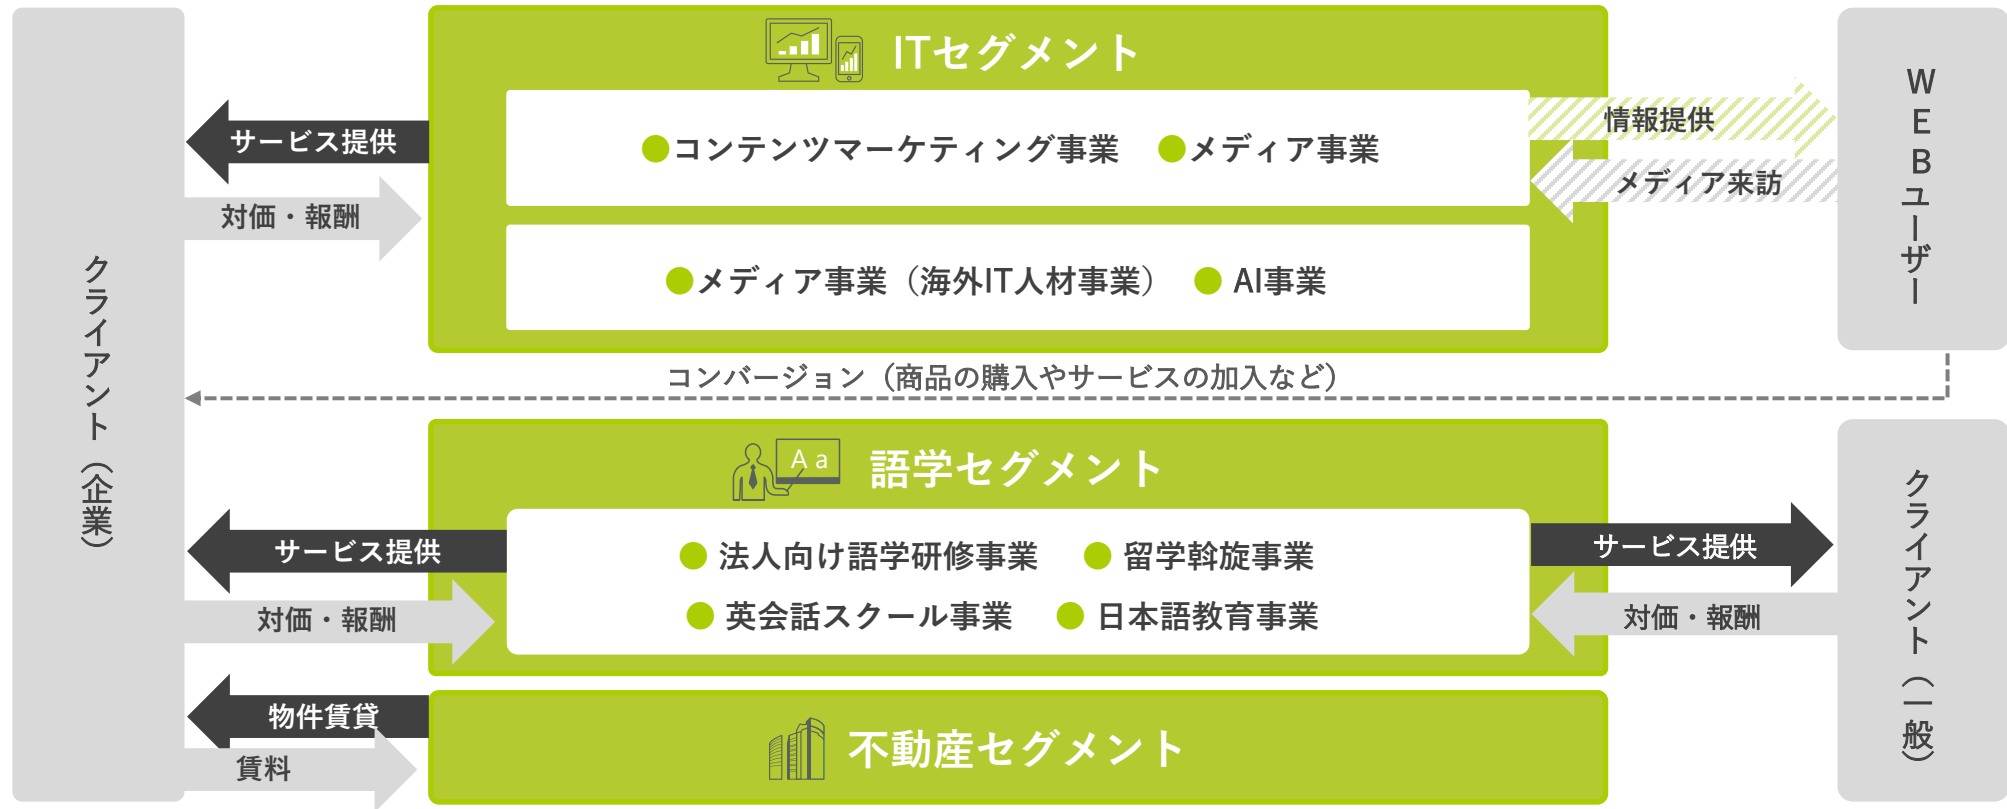 クライアント（企業）
ITセグメント
●コンテンツマーケティング事業 ●メディア事業
●メディア事業（海外IT人材事業） ● AI事業
サービス提供
対価・報酬
情報提供
メディア来訪
WEBユーザー
コンバージョン（商品の購入やサービスの加入など）
A a
語学セグメント
● 法人向け語学研修事業 ● 留学斡旋事業
● 英会話スクール事業 ● 日本語教育事業
サービス提供
対価・報酬
サービス提供
対価・報酬
クライアント（一般）
物件賃貸
賃料
不動産セグメント